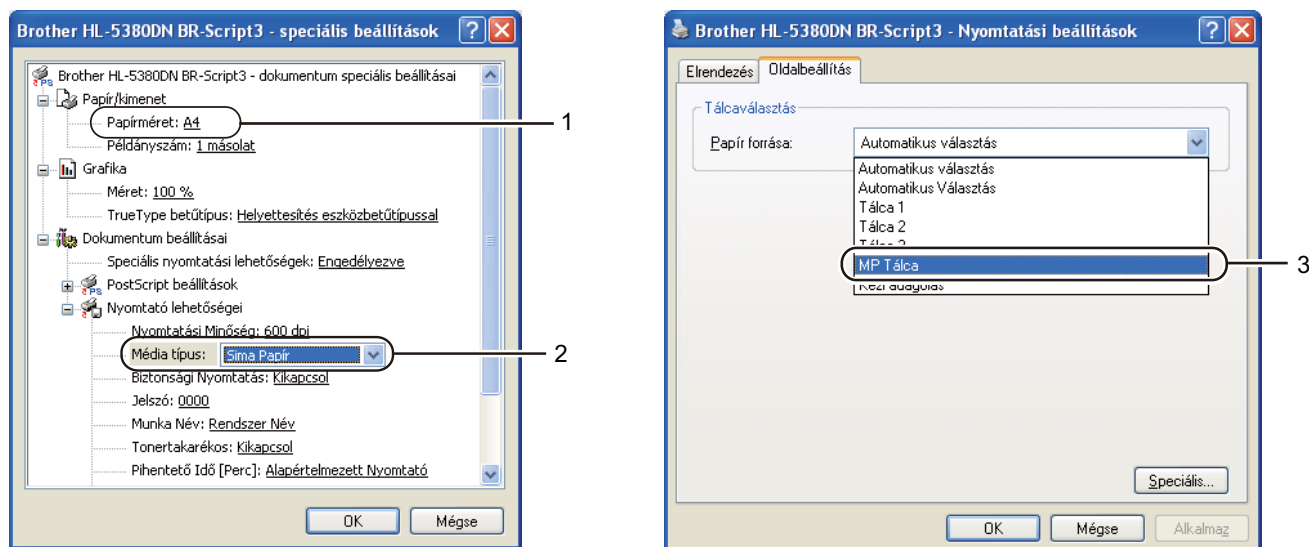 Brother HL-5380DN BR-Script3 - speciális beállítások
Brother HL-5380DN BR-Script3 - dokumentum speciális beállításai
Papír/kimenet
Papírméret: A4
1
Példányszám: 1 másolat
Grafika
Méret: 100 %
TrueType betűtípus: Helyettesítés eszközbetűtípussal
Dokumentum beállításai
Speciális nyomtatási lehetőségek: Engedélyezve
PostScript beállítások
Nyomtató lehetőségei
Nyomtatási Minőség: 600 dpi
Média típus: Sima Papír
2
Biztonsági Nyomtatás: Kikapcsol
Jelszó: 0000
Munka Név: Rendszer Név
Tonertakarékos: Kikapcsol
Pihentető Idő [Perc]: Alapértelmezett Nyomtató
OK Mégse
Brother HL-5380DN BR-Script3 - Nyomtatási beállítások
Elrendezés Oldalbeállítás
Tálcaválasztás
Papír forrása: Automatikus választás
Automatikus választás
Automatikus Választás
Tálca 1
Tálca 2
Tálca 3
MP Tálca
3
Kézi adagolás
Speciális...
OK Mégse Alkalmaz